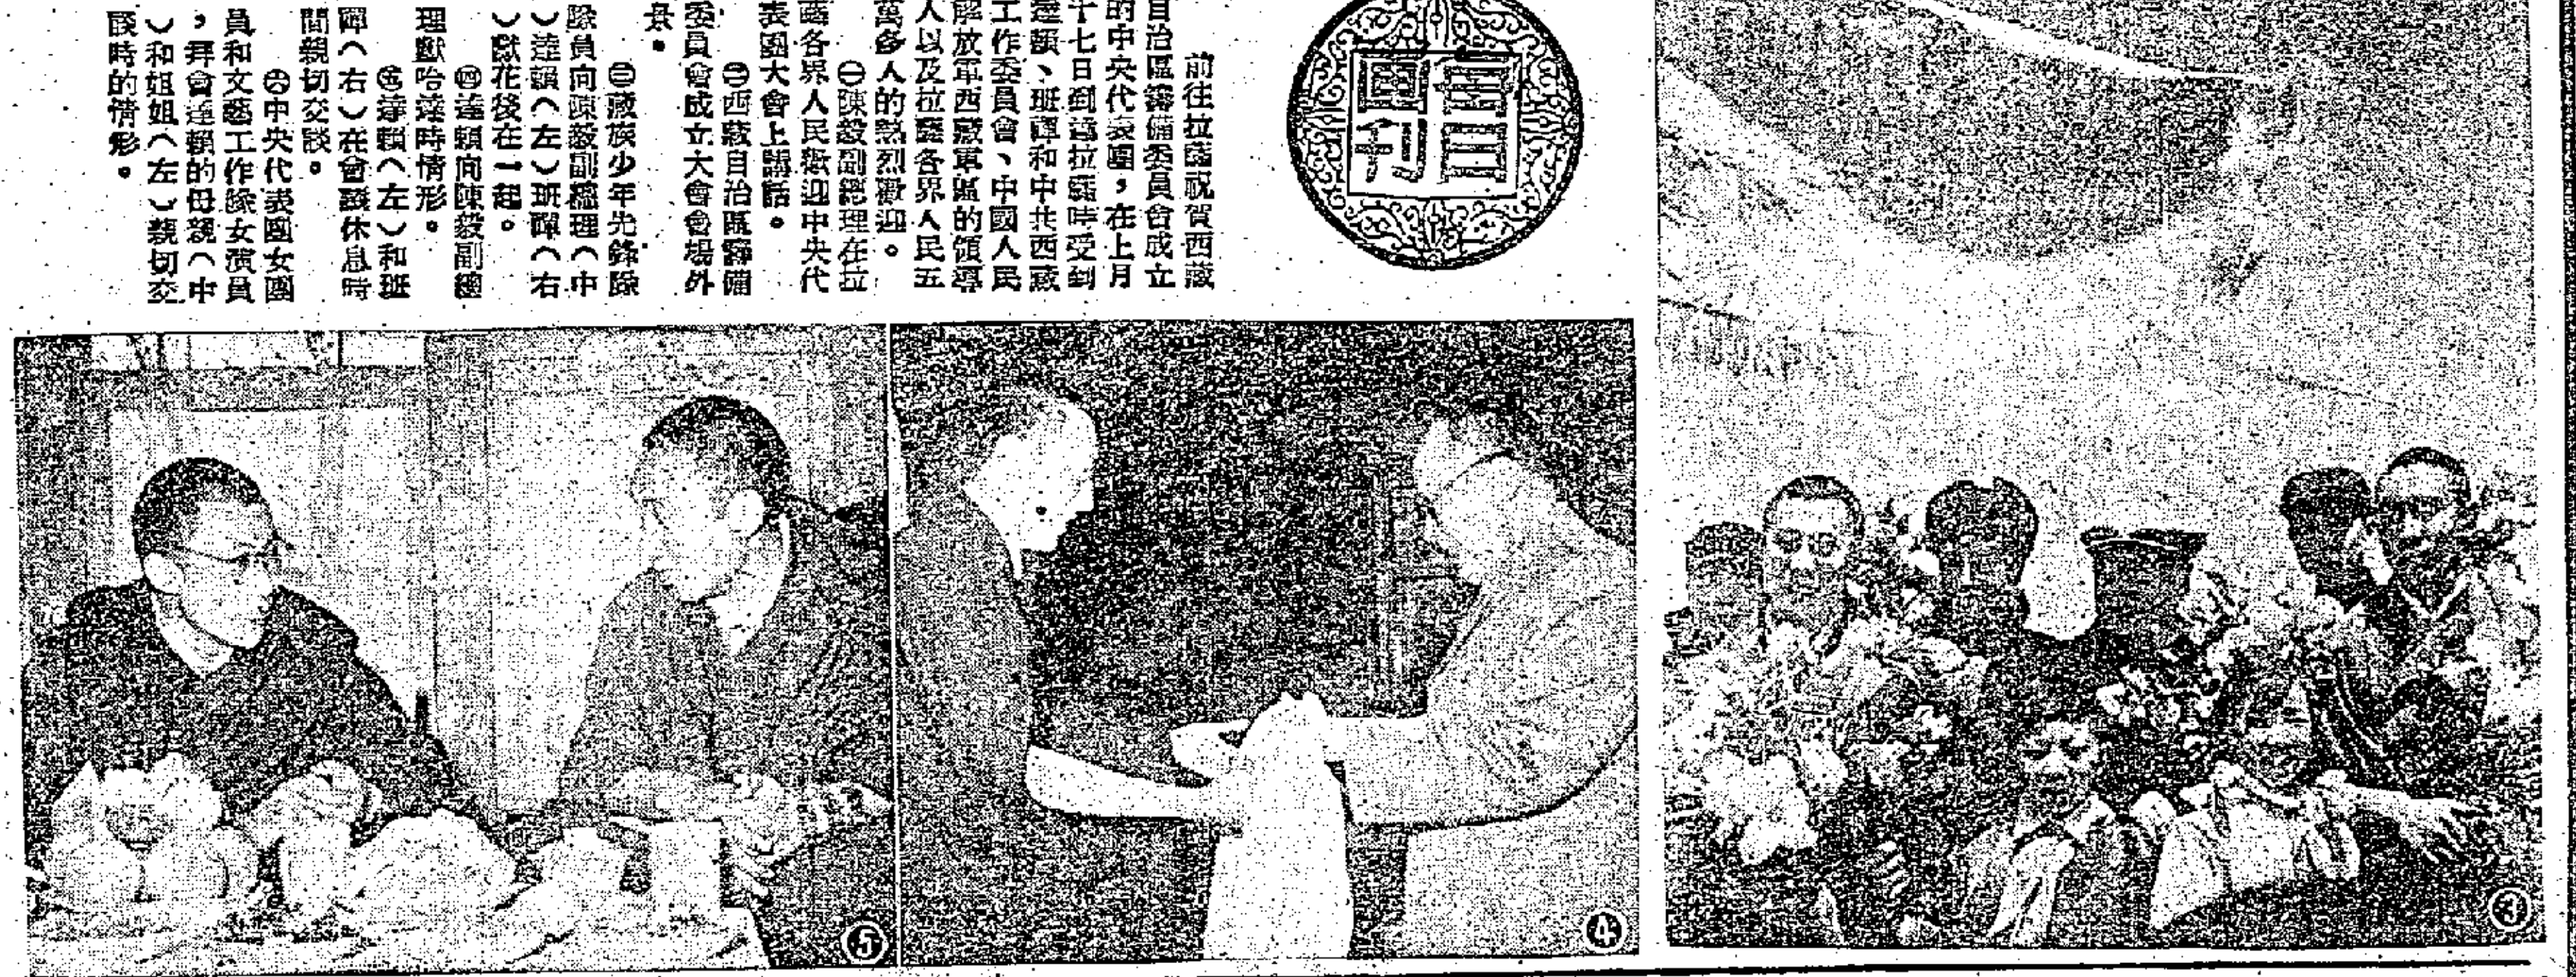 畫刊
前往拉薩祝賀西藏
自治區籌備委員會成立
的中央代表團，在上月
十七日到達拉薩時受到
達賴、班禪和中共西藏
工作委員會、中國人民
解放軍西藏軍區的領導
人以及拉薩各界人民五
萬多人的熱烈歡迎。
㊀陳毅副總理在拉
薩各界人民歡迎中央代
表團大會上講話。
㊁西藏自治區籌備
委員會成立大會會場外
景。
㊂藏族少年先鋒隊
隊員向陳毅副總理（中
）達賴（左）班禪（右
）獻花後在一起。
㊃達賴向陳毅副總
理獻哈達時情形。
㊄達賴（左）和班
禪（右）在會議休息時
間親切交談。
㊅中央代表團女團
員和文藝工作隊女演員
，拜會達賴的母親（中
）和姐姐（左）親切交
談時的情形。
⑤
④
③